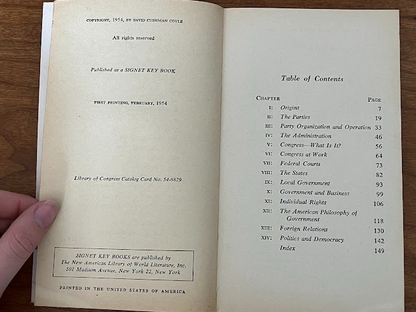 COPYRIGHT, 1954, BY DAVID CUSHMAN COYLE
All rights reserved
Published as a SIGNET KEY BOOK
FIRST PRINTING, FEBRUARY, 1954
Library of Congress Catalog Card No. 54-6629
SIGNET KEY BOOKS are published by
The New American Library of World Literature, Inc.
501 Madison Avenue, New York 22, New York
PRINTED IN THE UNITED STATES OF AMERICA
Table of Contents
CHAPTER PAGE
I: Origins 7
II: The Parties 19
III: Party Organization and Operation 33
IV: The Administration 46
V: Congress—What Is It? 56
VI: Congress at Work 64
VII: Federal Courts 73
VIII: The States 82
IX: Local Government 93
X: Government and Business 99
XI: Individual Rights 106
XII: The American Philosophy of
Government 118
XIII: Foreign Relations 130
XIV: Politics and Democracy 142
Index 149